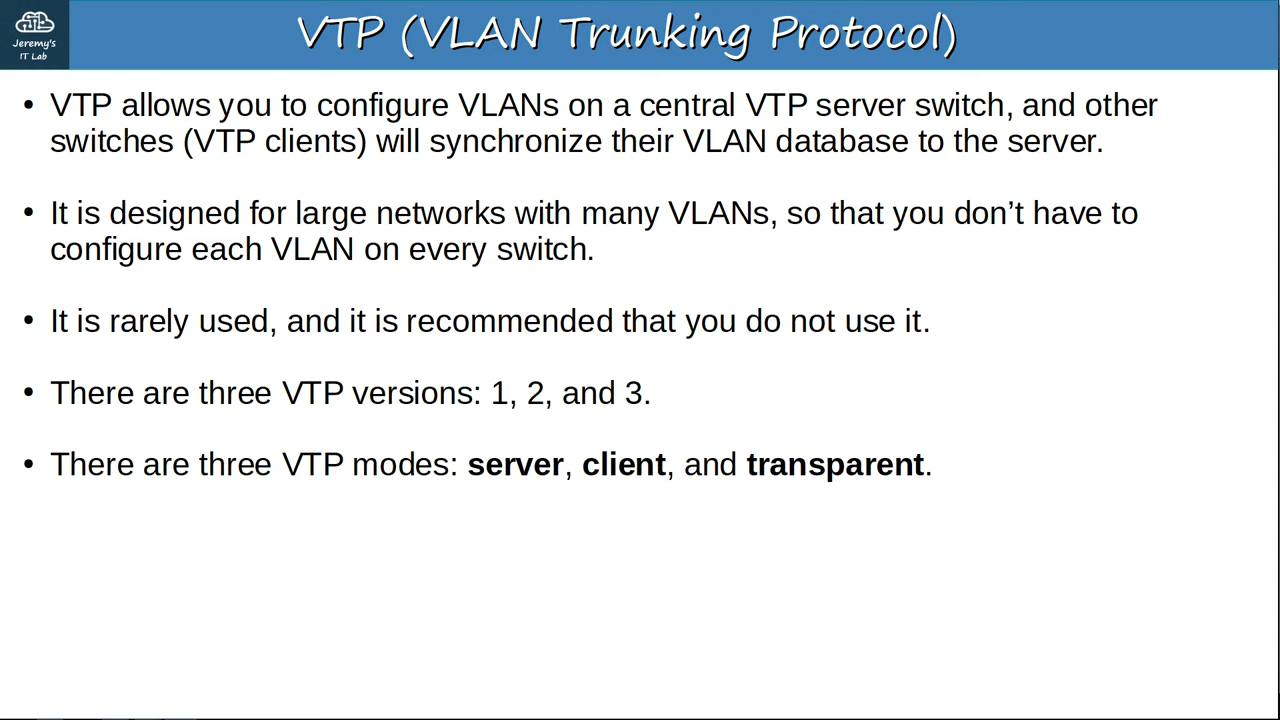 Jeremy's
IT Lab
VTP (VLAN Trunking Protocol)
• VTP allows you to configure VLANs on a central VTP server switch, and other
switches (VTP clients) will synchronize their VLAN database to the server.
• It is designed for large networks with many VLANs, so that you don’t have to
configure each VLAN on every switch.
• It is rarely used, and it is recommended that you do not use it.
• There are three VTP versions: 1, 2, and 3.
• There are three VTP modes: server, client, and transparent.